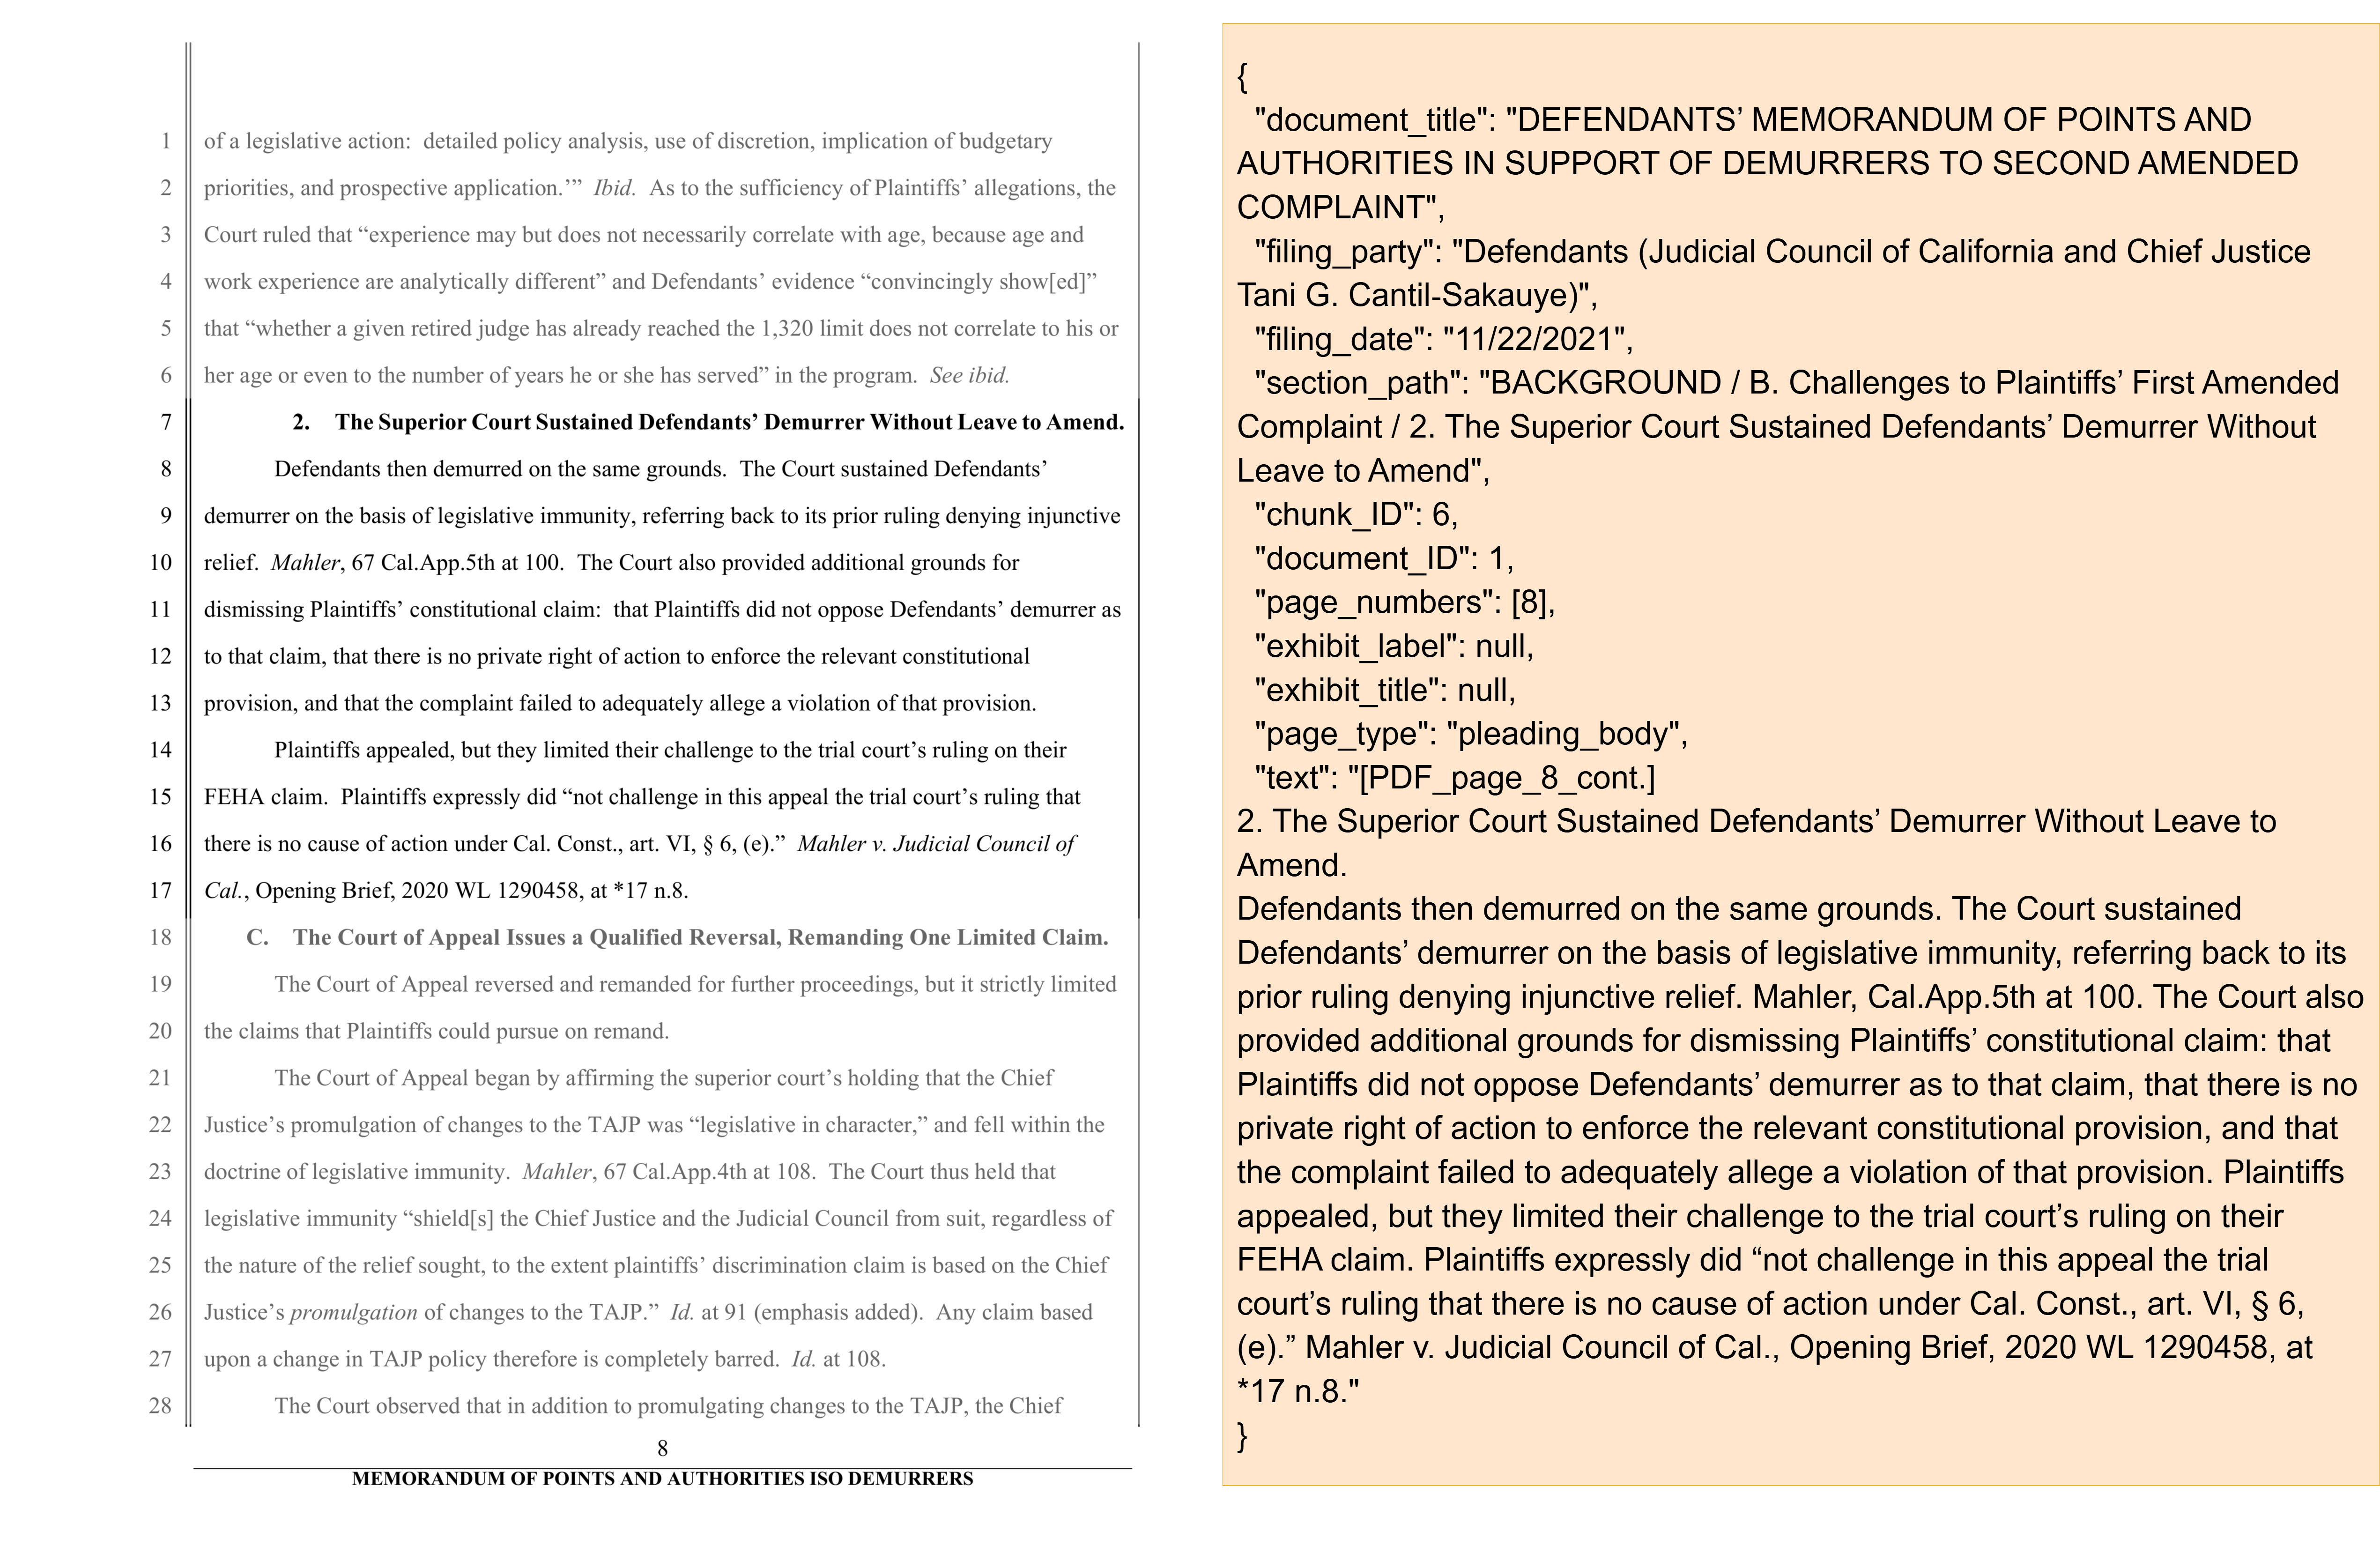 1 of a legislative action:  detailed policy analysis, use of discretion, implication of budgetary
2 priorities, and prospective application.’” Ibid.  As to the sufficiency of Plaintiffs’ allegations, the
3 Court ruled that “experience may but does not necessarily correlate with age, because age and
4 work experience are analytically different” and Defendants’ evidence “convincingly show[ed]”
5 that “whether a given retired judge has already reached the 1,320 limit does not correlate to his or
6 her age or even to the number of years he or she has served” in the program.  See ibid.
7 2. The Superior Court Sustained Defendants’ Demurrer Without Leave to Amend.
8 Defendants then demurred on the same grounds.  The Court sustained Defendants’
9 demurrer on the basis of legislative immunity, referring back to its prior ruling denying injunctive
10 relief.  Mahler, 67 Cal.App.5th at 100.  The Court also provided additional grounds for
11 dismissing Plaintiffs’ constitutional claim:  that Plaintiffs did not oppose Defendants’ demurrer as
12 to that claim, that there is no private right of action to enforce the relevant constitutional
13 provision, and that the complaint failed to adequately allege a violation of that provision.
14 Plaintiffs appealed, but they limited their challenge to the trial court’s ruling on their
15 FEHA claim.  Plaintiffs expressly did “not challenge in this appeal the trial court’s ruling that
16 there is no cause of action under Cal. Const., art. VI, § 6, (e).”  Mahler v. Judicial Council of
17 Cal., Opening Brief, 2020 WL 1290458, at *17 n.8.
18 C. The Court of Appeal Issues a Qualified Reversal, Remanding One Limited Claim.
19 The Court of Appeal reversed and remanded for further proceedings, but it strictly limited
20 the claims that Plaintiffs could pursue on remand.
21 The Court of Appeal began by affirming the superior court’s holding that the Chief
22 Justice’s promulgation of changes to the TAJP was “legislative in character,” and fell within the
23 doctrine of legislative immunity.  Mahler, 67 Cal.App.4th at 108.  The Court thus held that
24 legislative immunity “shield[s] the Chief Justice and the Judicial Council from suit, regardless of
25 the nature of the relief sought, to the extent plaintiffs’ discrimination claim is based on the Chief
26 Justice’s promulgation of changes to the TAJP.”  Id. at 91 (emphasis added).  Any claim based
27 upon a change in TAJP policy therefore is completely barred.  Id. at 108.
28 The Court observed that in addition to promulgating changes to the TAJP, the Chief
8
MEMORANDUM OF POINTS AND AUTHORITIES ISO DEMURRERS
{
"document_title": "DEFENDANTS’ MEMORANDUM OF POINTS AND
AUTHORITIES IN SUPPORT OF DEMURRERS TO SECOND AMENDED
COMPLAINT",
"filing_party": "Defendants (Judicial Council of California and Chief Justice
Tani G. Cantil-Sakauye)",
"filing_date": "11/22/2021",
"section_path": "BACKGROUND / B. Challenges to Plaintiffs’ First Amended
Complaint / 2. The Superior Court Sustained Defendants’ Demurrer Without
Leave to Amend",
"chunk_ID": 6,
"document_ID": 1,
"page_numbers": [8],
"exhibit_label": null,
"exhibit_title": null,
"page_type": "pleading_body",
"text": "[PDF_page_8_cont.]
2. The Superior Court Sustained Defendants’ Demurrer Without Leave to
Amend.
Defendants then demurred on the same grounds. The Court sustained
Defendants’ demurrer on the basis of legislative immunity, referring back to its
prior ruling denying injunctive relief. Mahler, Cal.App.5th at 100. The Court also
provided additional grounds for dismissing Plaintiffs’ constitutional claim: that
Plaintiffs did not oppose Defendants’ demurrer as to that claim, that there is no
private right of action to enforce the relevant constitutional provision, and that
the complaint failed to adequately allege a violation of that provision. Plaintiffs
appealed, but they limited their challenge to the trial court’s ruling on their
FEHA claim. Plaintiffs expressly did “not challenge in this appeal the trial
court’s ruling that there is no cause of action under Cal. Const., art. VI, § 6,
(e).” Mahler v. Judicial Council of Cal., Opening Brief, 2020 WL 1290458, at
*17 n.8."
}